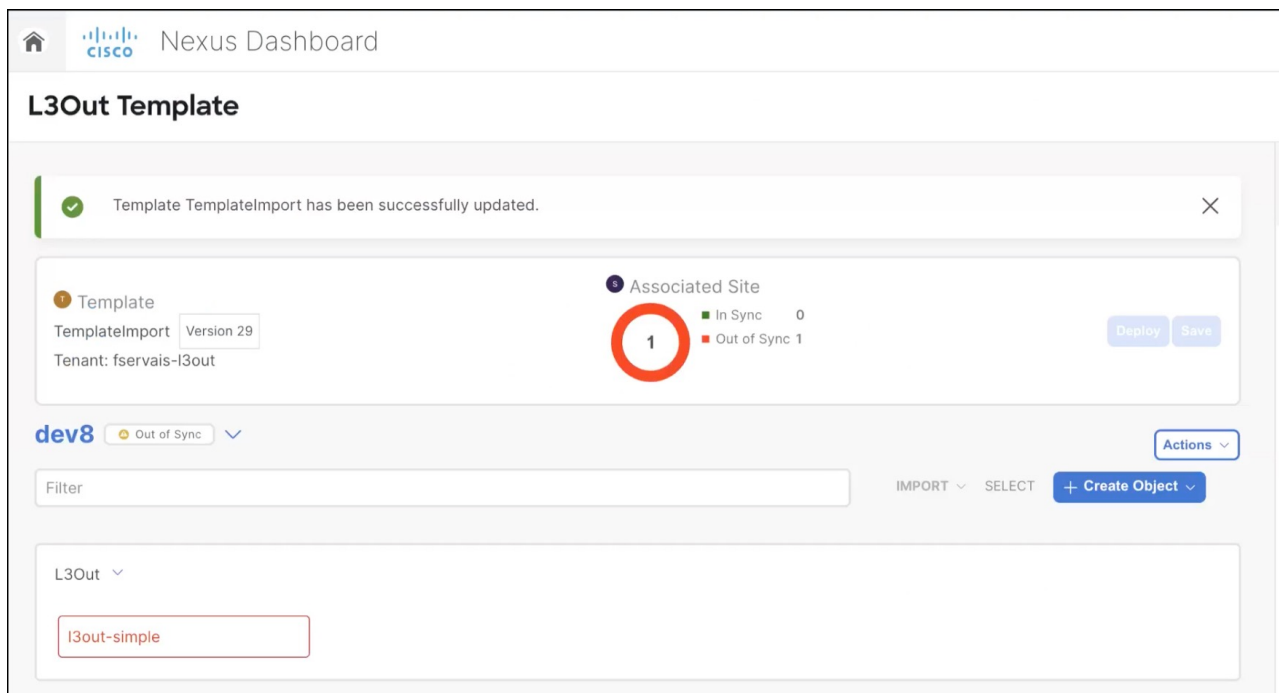 CISCO Nexus Dashboard
L3Out Template
Template TemplateImport has been successfully updated.
T Template
TemplateImport Version 29
Tenant: fservais-l3out
S Associated Site
1
In Sync 0
Out of Sync 1
Deploy Save
dev8 Out of Sync
Actions
Filter
IMPORT SELECT + Create Object
L3Out
l3out-simple